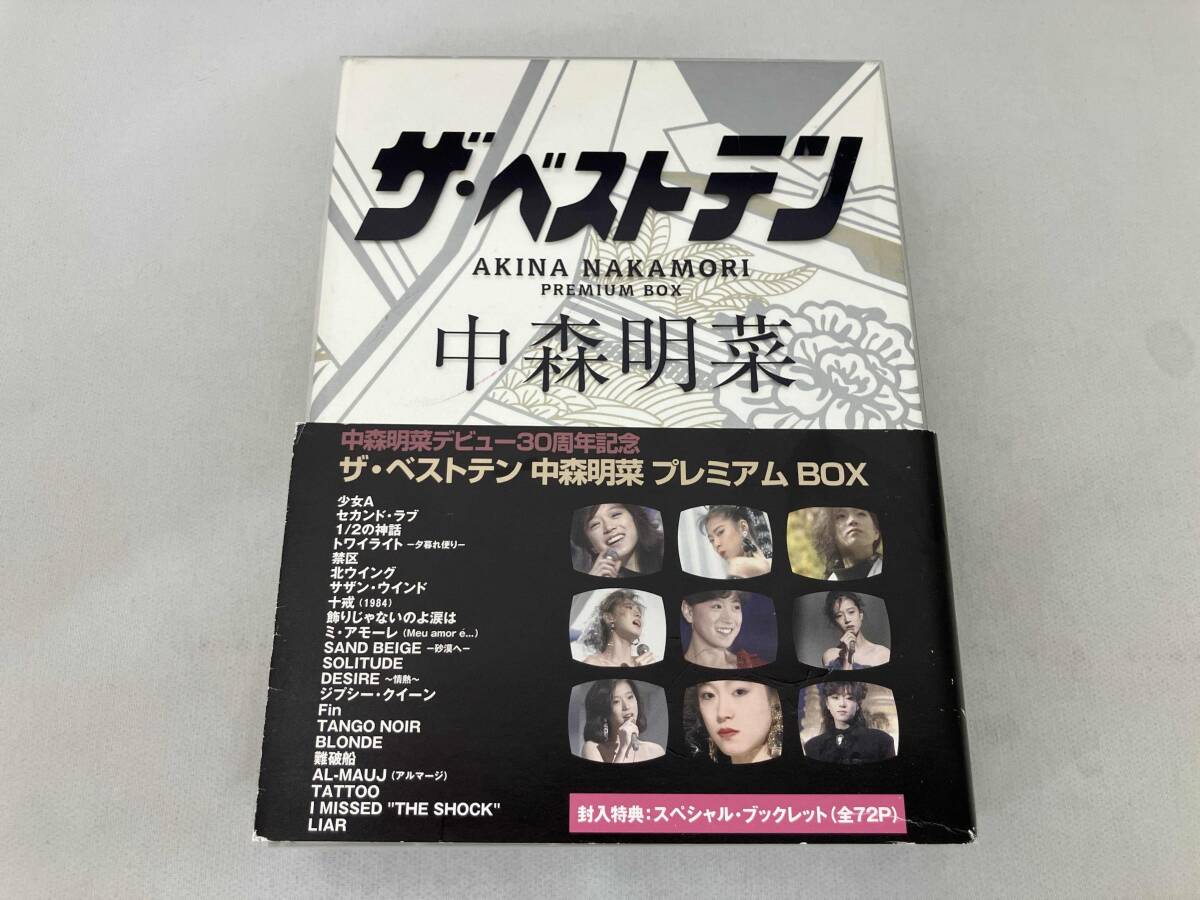 ザ・ベストテン
AKINA NAKAMORI
PREMIUM BOX
中森明菜
中森明菜デビュー30周年記念
ザ・ベストテン 中森明菜 プレミアム BOX
少女A
セカンド・ラブ
1/2の神話
トワイライト –夕暮れ便り–
禁区
北ウイング
サザン・ウインド
十戒 (1984)
飾りじゃないのよ涙は
ミ・アモーレ (Meu amor é...)
SAND BEIGE –砂漠へ–
SOLITUDE
DESIRE ～情熱～
ジプシー・クイーン
Fin
TANGO NOIR
BLONDE
難破船
AL-MAUJ (アルマージ)
TATTOO
I MISSED "THE SHOCK"
LIAR
封入特典：スペシャル・ブックレット（全72P）